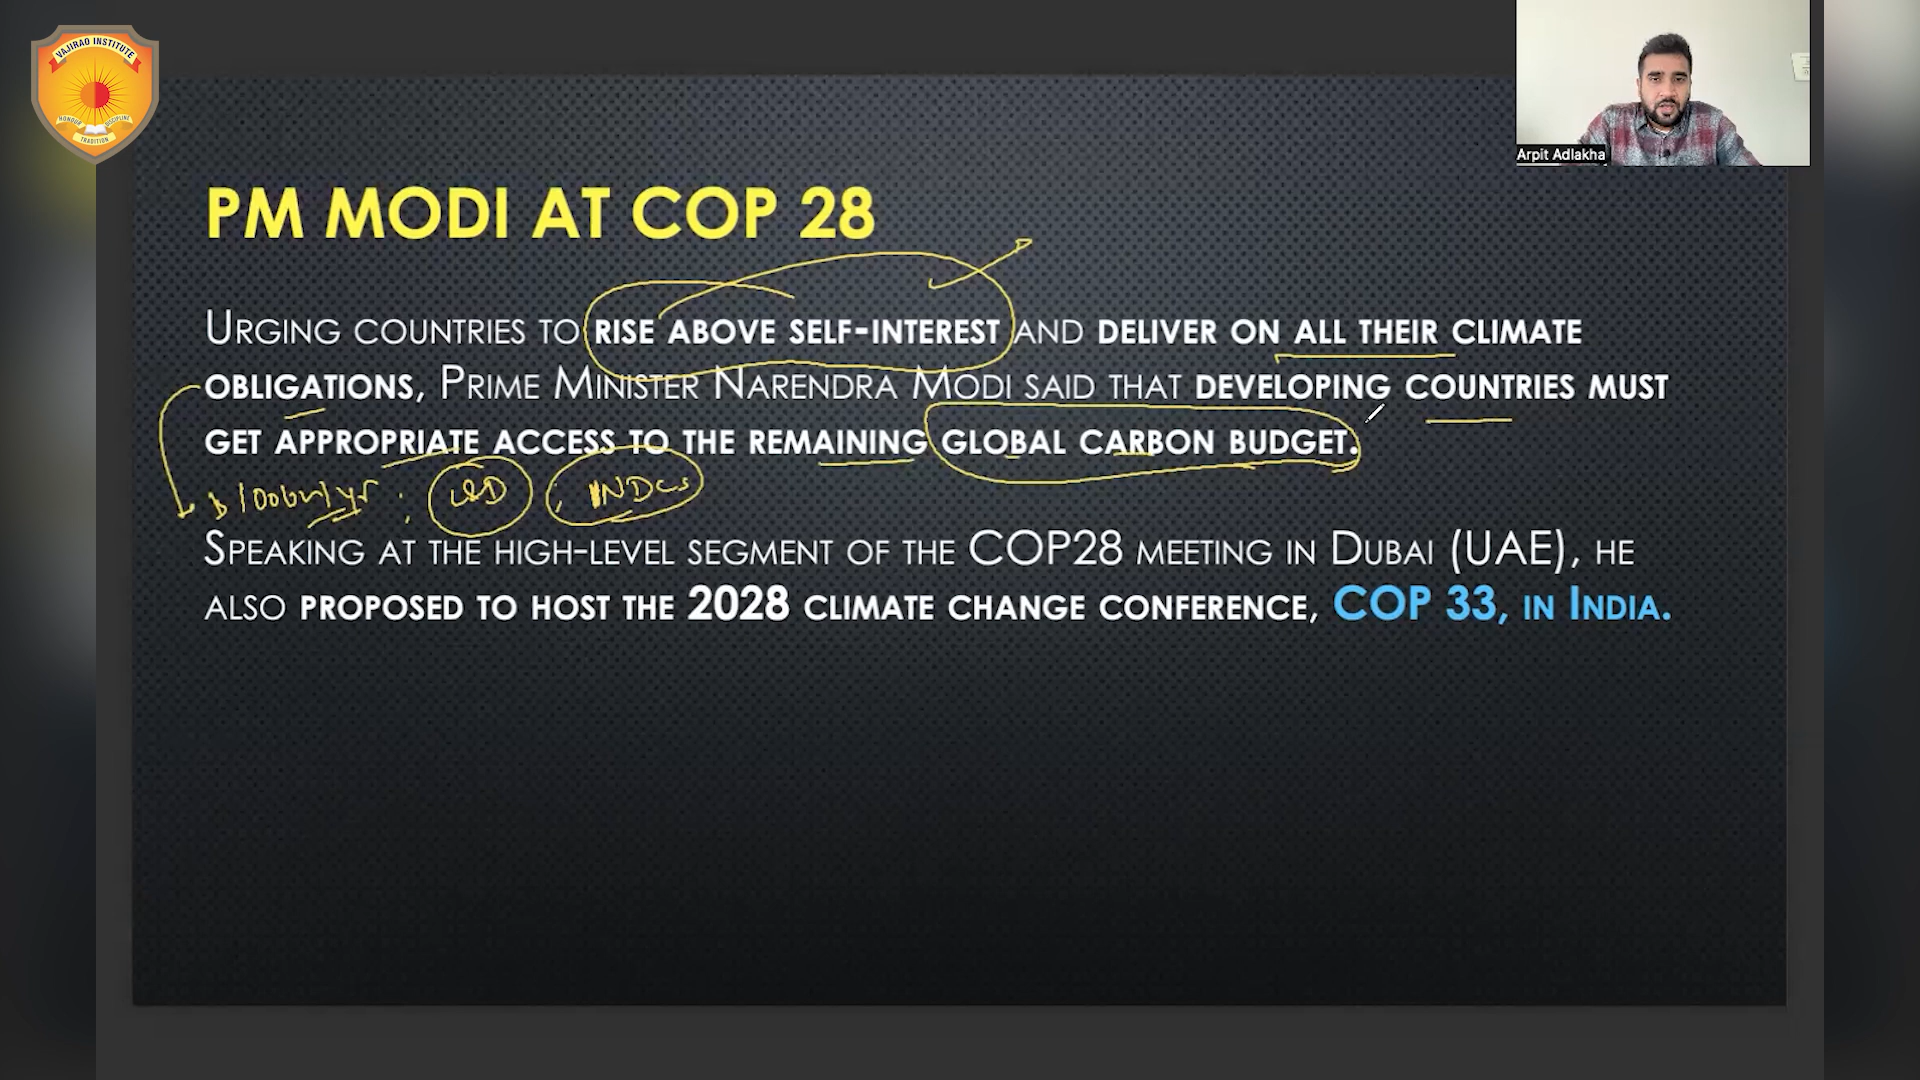 VAJIRAO INSTITUTE
HONOUR
DISCIPLINE
TRADITION
Arpit Adlakha
PM MODI AT COP 28
URGING COUNTRIES TO RISE ABOVE SELF-INTEREST AND DELIVER ON ALL THEIR CLIMATE
OBLIGATIONS, PRIME MINISTER NARENDRA MODI SAID THAT DEVELOPING COUNTRIES MUST
GET APPROPRIATE ACCESS TO THE REMAINING GLOBAL CARBON BUDGET.
$100bn/yr ; L&D ; INDCs
SPEAKING AT THE HIGH-LEVEL SEGMENT OF THE COP28 MEETING IN DUBAI (UAE), HE
ALSO PROPOSED TO HOST THE 2028 CLIMATE CHANGE CONFERENCE, COP 33, IN INDIA.